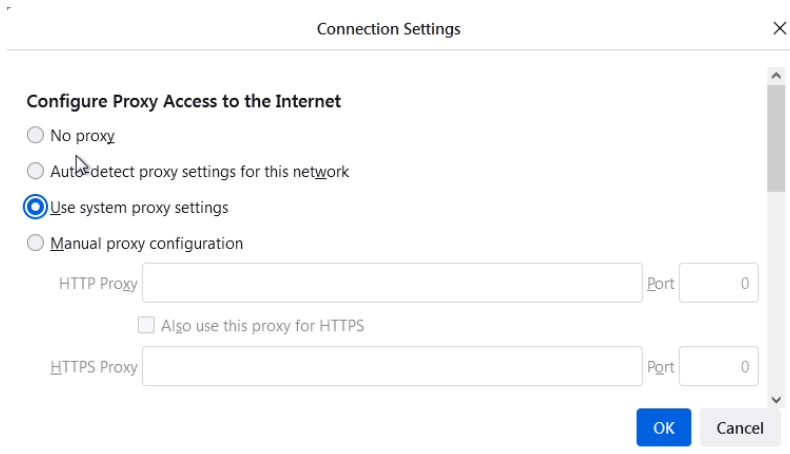 Connection Settings
Configure Proxy Access to the Internet
No proxy
Auto-detect proxy settings for this network
Use system proxy settings
Manual proxy configuration
HTTP Proxy Port 0
Also use this proxy for HTTPS
HTTPS Proxy Port 0
OK Cancel